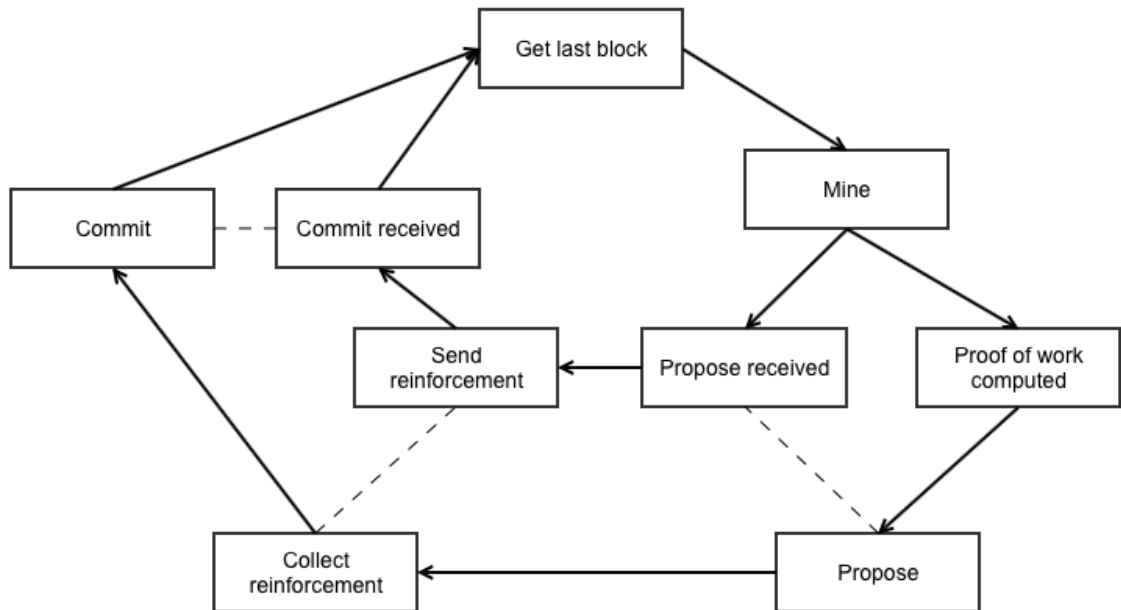 Get last block
Mine
Commit
Commit received
Send
reinforcement
Propose received
Proof of work
computed
Collect
reinforcement
Propose